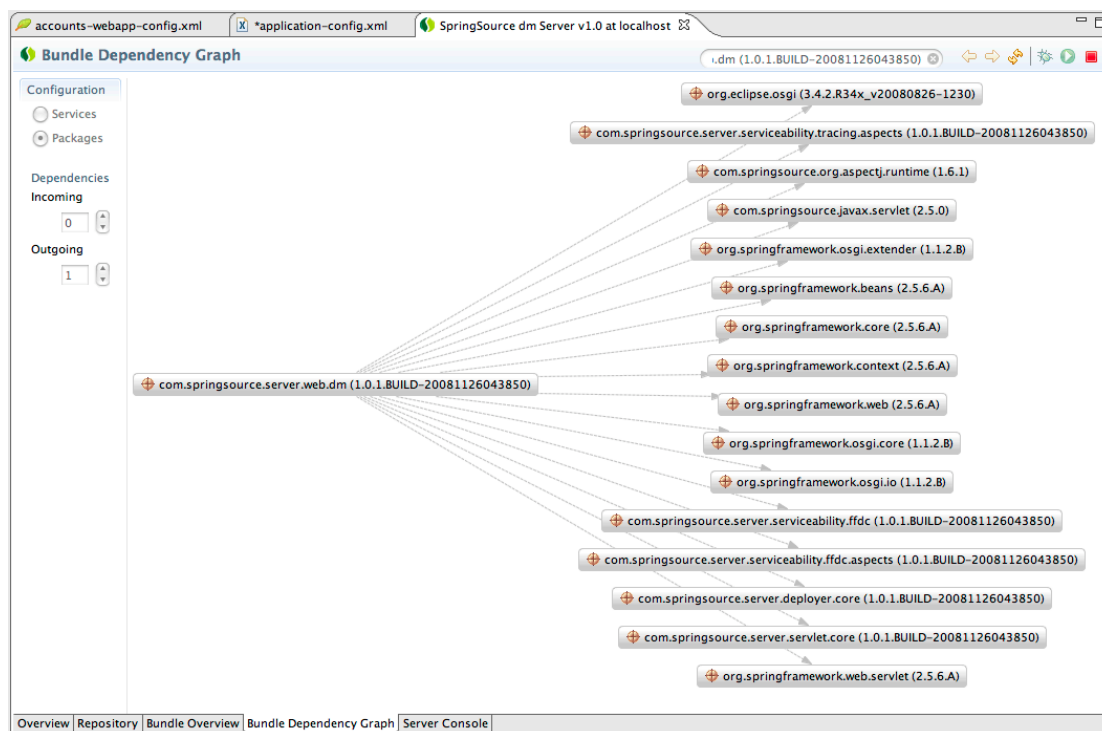 accounts-webapp-config.xml
*application-config.xml
SpringSource dm Server v1.0 at localhost
Bundle Dependency Graph
.dm (1.0.1.BUILD-20081126043850)
Configuration
Services
Packages
Dependencies
Incoming
0
Outgoing
1
com.springsource.server.web.dm (1.0.1.BUILD-20081126043850)
org.eclipse.osgi (3.4.2.R34x_v20080826-1230)
com.springsource.server.serviceability.tracing.aspects (1.0.1.BUILD-20081126043850)
com.springsource.org.aspectj.runtime (1.6.1)
com.springsource.javax.servlet (2.5.0)
org.springframework.osgi.extender (1.1.2.B)
org.springframework.beans (2.5.6.A)
org.springframework.core (2.5.6.A)
org.springframework.context (2.5.6.A)
org.springframework.web (2.5.6.A)
org.springframework.osgi.core (1.1.2.B)
org.springframework.osgi.io (1.1.2.B)
com.springsource.server.serviceability.ffdc (1.0.1.BUILD-20081126043850)
com.springsource.server.serviceability.ffdc.aspects (1.0.1.BUILD-20081126043850)
com.springsource.server.deployer.core (1.0.1.BUILD-20081126043850)
com.springsource.server.servlet.core (1.0.1.BUILD-20081126043850)
org.springframework.web.servlet (2.5.6.A)
Overview
Repository
Bundle Overview
Bundle Dependency Graph
Server Console